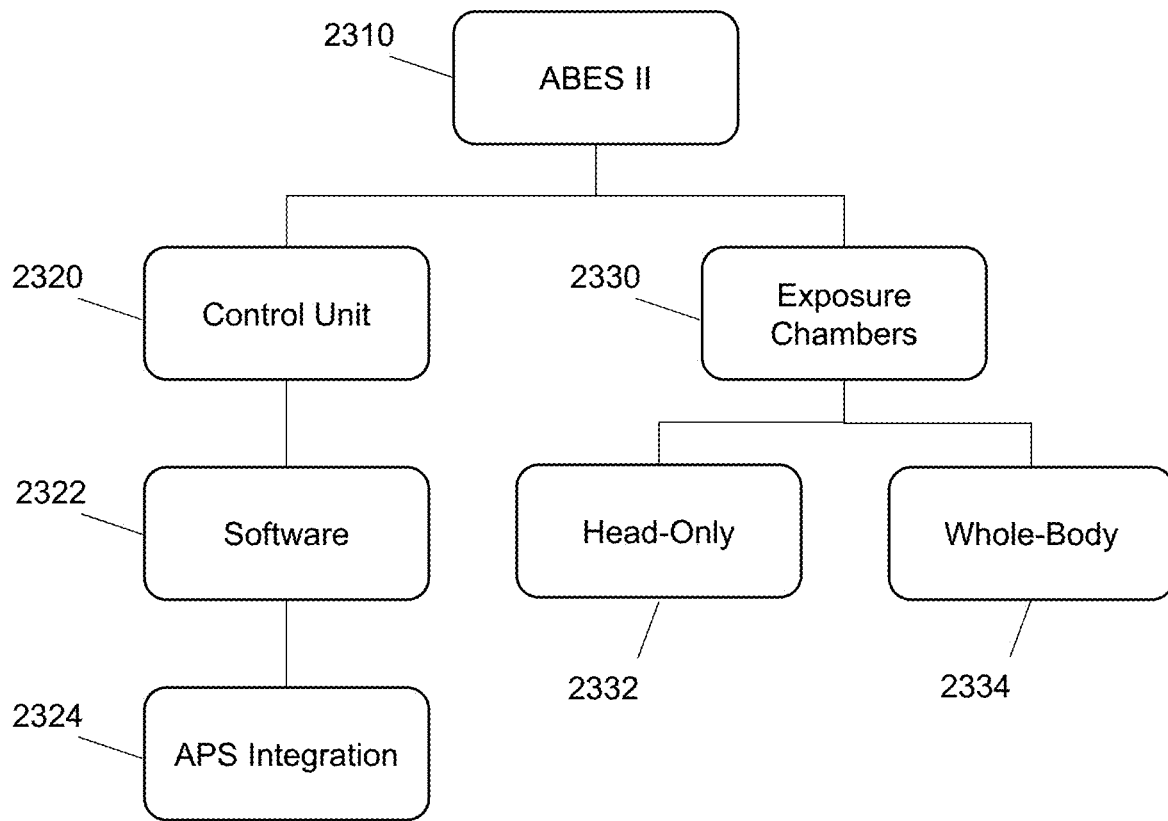 2310
ABES II
2320
Control Unit
2330
Exposure
Chambers
2322
Software
Head-Only
Whole-Body
2332
2334
2324
APS Integration